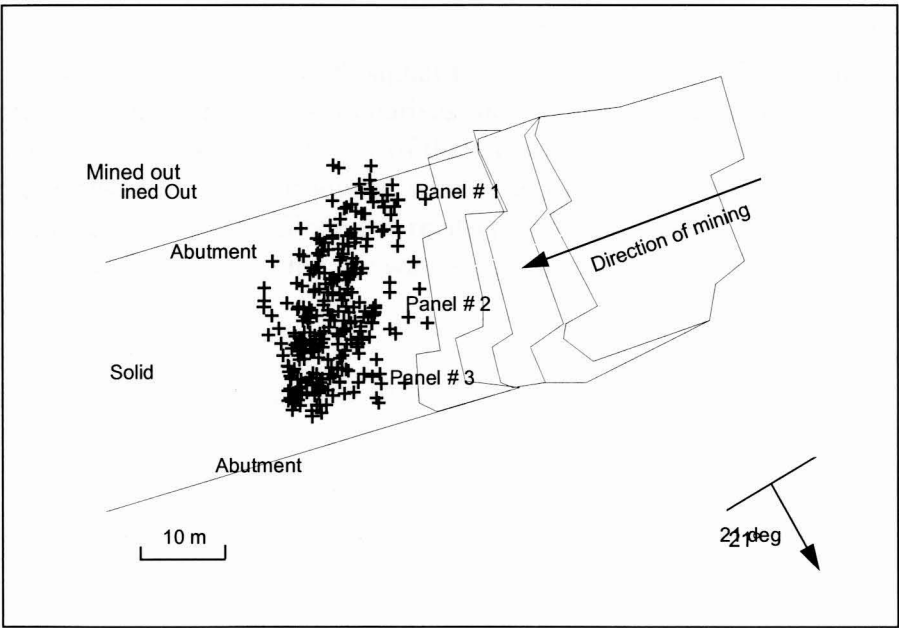 Mined out
ined Out
Panel # 1
Abutment
Direction of mining
Panel # 2
Solid
Panel # 3
Abutment
10 m
21 deg
21°